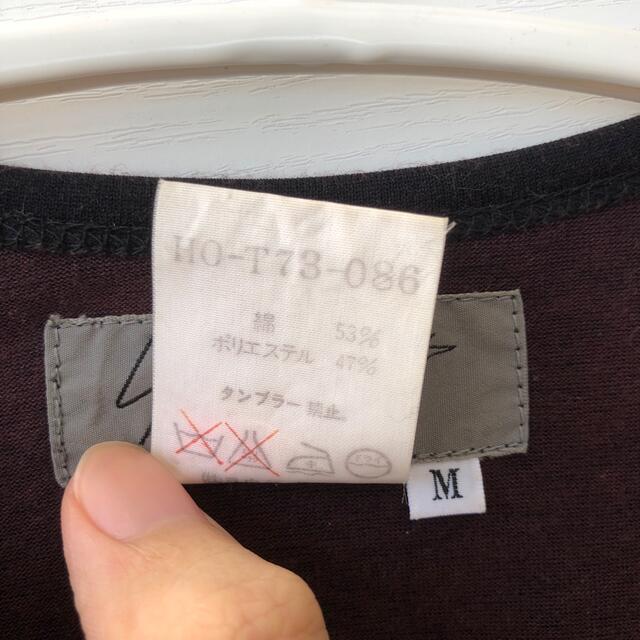 HO-T73-086
綿 53%
ポリエステル 47%
タンブラー禁止
M